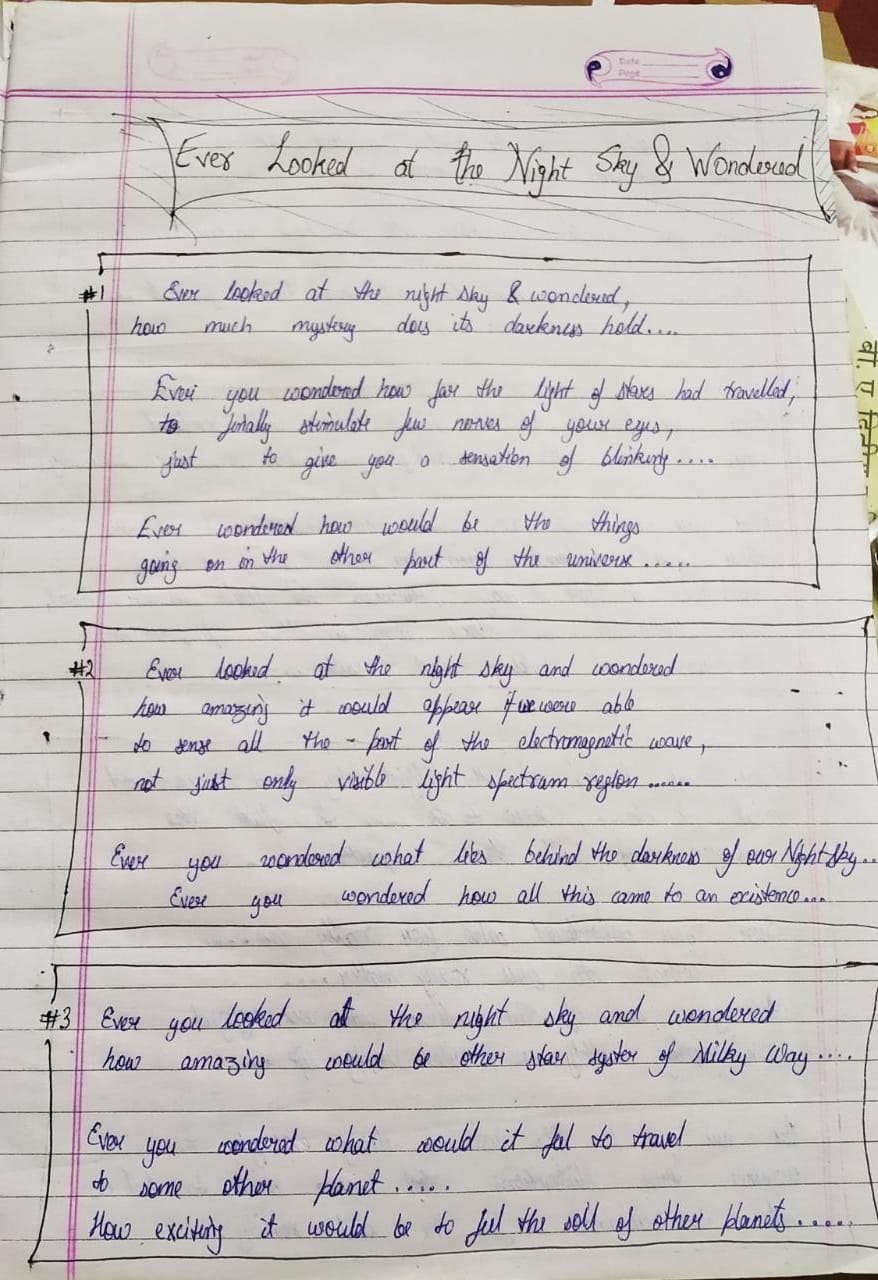 Date
Page
Ever Looked at the Night Sky & Wondered
#1 Ever looked at the night sky & wondered,
how much mystery does its darkness hold....
Ever you wondered how far the light of stars had travelled,
to finally stimulate few nerves of your eyes,
just to give you a sensation of blinking....
Ever wondered how would be the things
going on in the other part of the universe.....
#2 Ever looked at the night sky and wondered
how amazing it would appear if we were able
to sense all the - part of the electromagnetic wave,
not just only visible light spectram region......
Ever you wondered what lies behind the darkness of our Night sky..
Ever you wondered how all this came to an existence...
#3 Ever you looked at the night sky and wondered
how amazing would be other star syster of Milky Way....
Ever you wondered what would it feel to travel
to some other planet.....
How exciting it would be to feel the soil of other planets.....